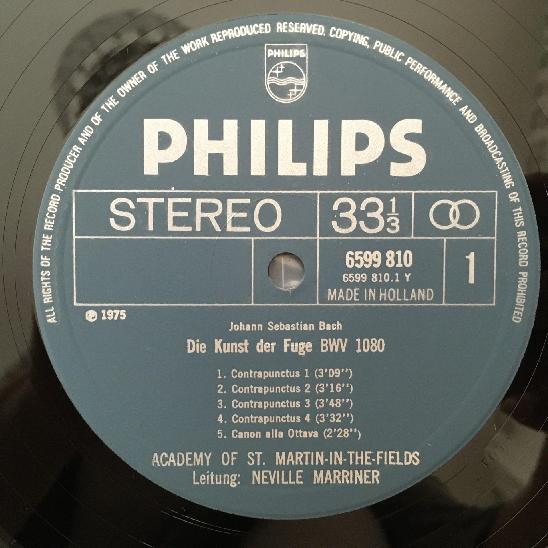 ALL RIGHTS OF THE RECORD PRODUCER AND OF THE OWNER OF THE WORK REPRODUCED RESERVED. COPYING, PUBLIC PERFORMANCE AND BROADCASTING OF THIS RECORD PROHIBITED
PHILIPS
PHILIPS
STEREO 33 1/3
6599 810
6599 810.1 Y
MADE IN HOLLAND
1
℗ 1975
Johann Sebastian Bach
Die Kunst der Fuge BWV 1080
1. Contrapunctus 1 (3'09'')
2. Contrapunctus 2 (3'16'')
3. Contrapunctus 3 (3'48'')
4. Contrapunctus 4 (3'32'')
5. Canon alla Ottava (2'28'')
ACADEMY OF ST. MARTIN-IN-THE-FIELDS
Leitung: NEVILLE MARRINER